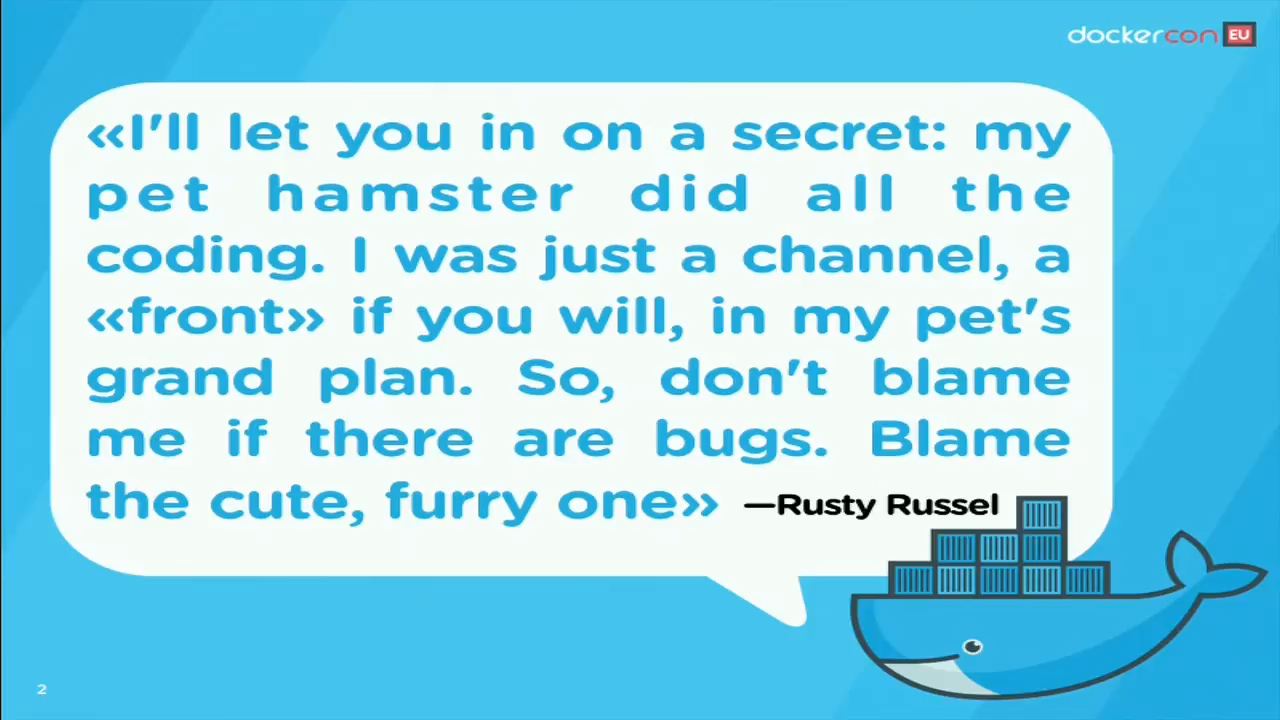 dockercon EU
«I'll let you in on a secret: my
pet hamster did all the
coding. I was just a channel, a
«front» if you will, in my pet's
grand plan. So, don't blame
me if there are bugs. Blame
the cute, furry one» —Rusty Russel
2